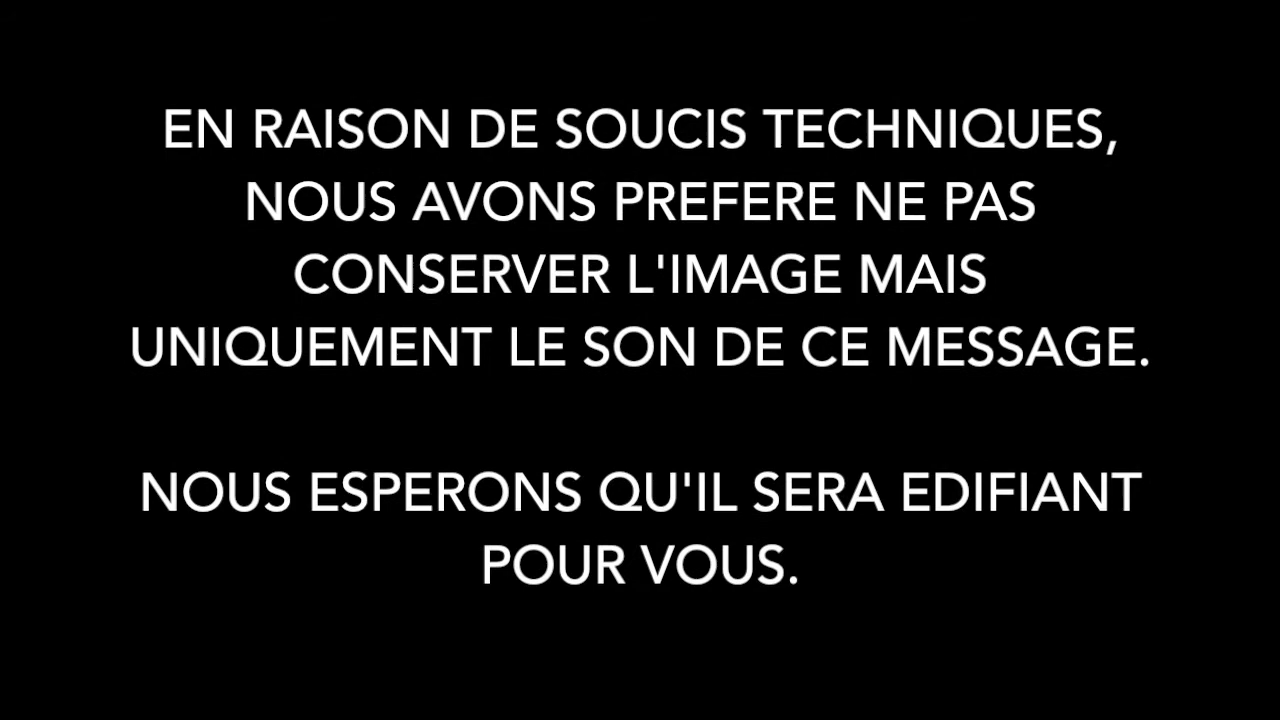 EN RAISON DE SOUCIS TECHNIQUES,
NOUS AVONS PREFERE NE PAS
CONSERVER L'IMAGE MAIS
UNIQUEMENT LE SON DE CE MESSAGE.
NOUS ESPERONS QU'IL SERA EDIFIANT
POUR VOUS.